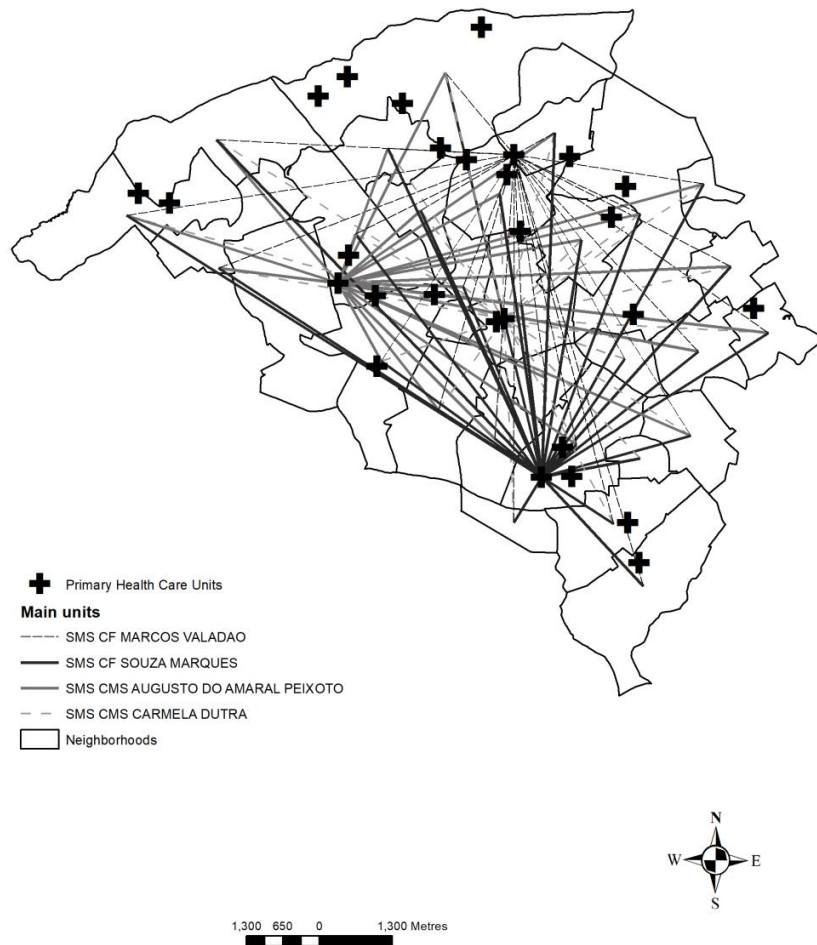 Primary Health Care Units
Main units
SMS CF MARCOS VALADAO
SMS CF SOUZA MARQUES
SMS CMS AUGUSTO DO AMARAL PEIXOTO
SMS CMS CARMELA DUTRA
Neighborhoods
N
W E
S
1,300 650 0 1,300 Metres